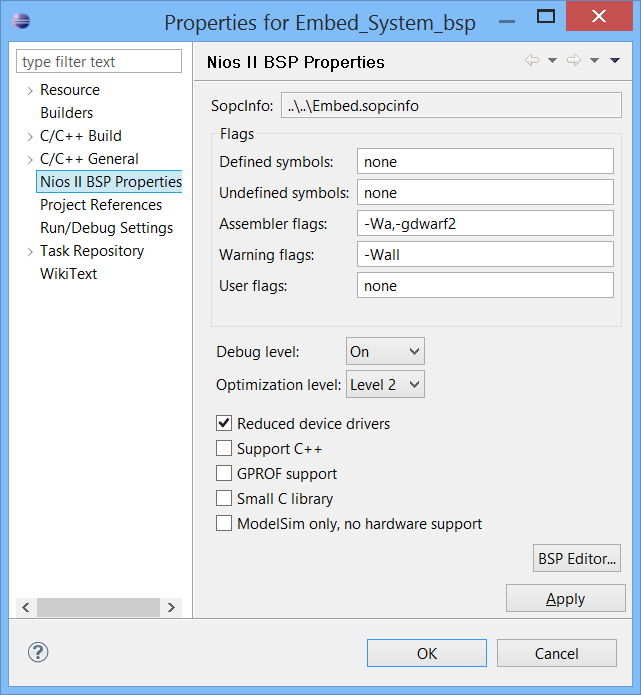 Properties for Embed_System_bsp
type filter text
Resource
Builders
C/C++ Build
C/C++ General
Nios II BSP Properties
Project References
Run/Debug Settings
Task Repository
WikiText
Nios II BSP Properties
SopcInfo: ..\..\Embed.sopcinfo
Flags
Defined symbols: none
Undefined symbols: none
Assembler flags: -Wa,-gdwarf2
Warning flags: -Wall
User flags: none
Debug level: On
Optimization level: Level 2
Reduced device drivers
Support C++
GPROF support
Small C library
ModelSim only, no hardware support
BSP Editor...
Apply
?
OK Cancel